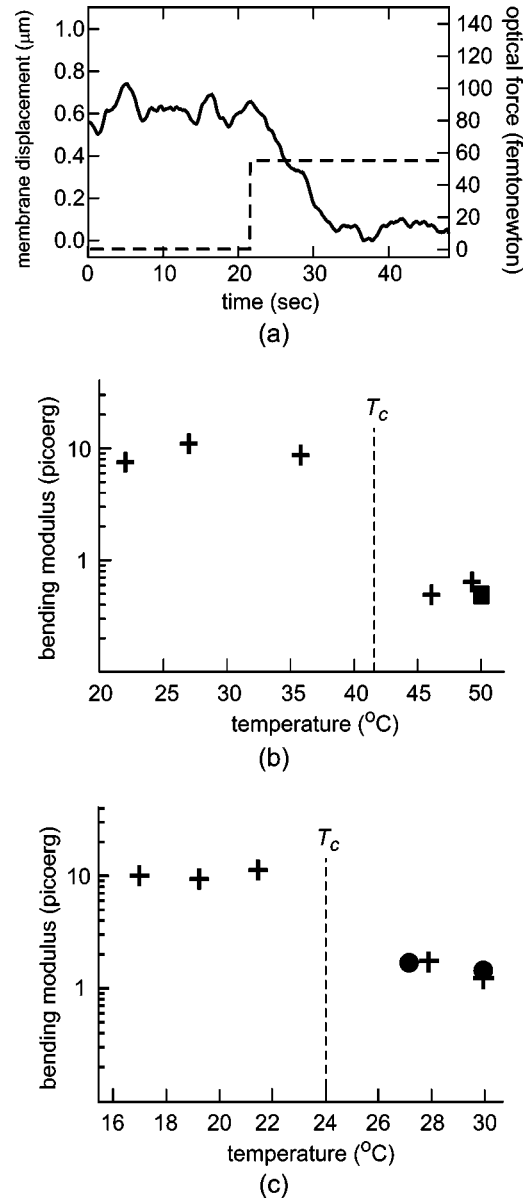 membrane displacement (μm)
1.0
0.8
0.6
0.4
0.2
0.0
140
120
100
80
60
40
20
0
optical force (femtonewton)
0 10 20 30 40
time (sec)
(a)
bending modulus (picoerg)
10
1
Tc
20 25 30 35 40 45 50
temperature (°C)
(b)
bending modulus (picoerg)
10
1
Tc
16 18 20 22 24 26 28 30
temperature (°C)
(c)